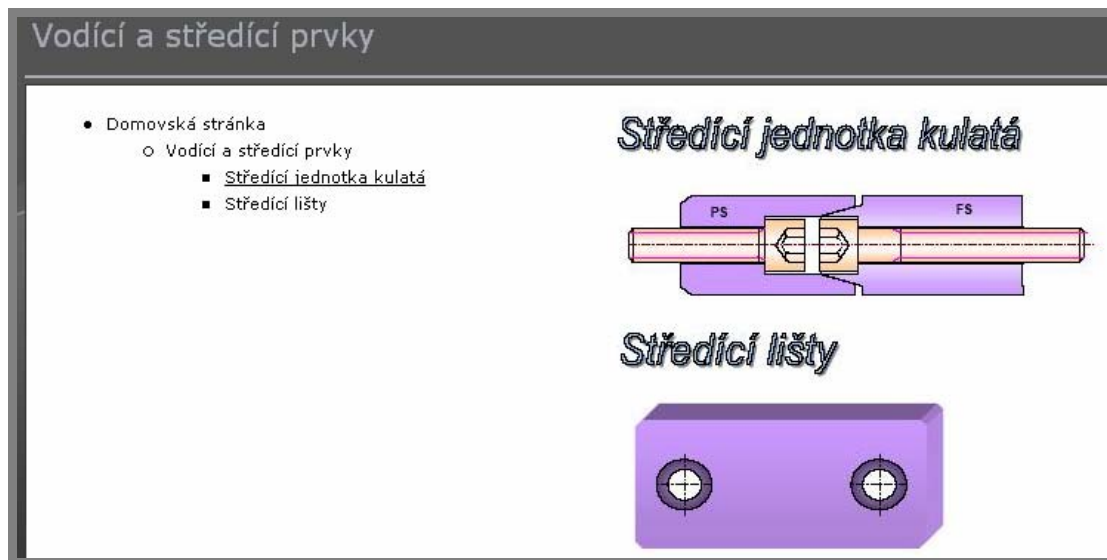 Vodící a středící prvky
Domovská stránka
Vodící a středící prvky
Středící jednotka kulatá
Středící lišty
Středící jednotka kulatá
PS FS
Středící lišty